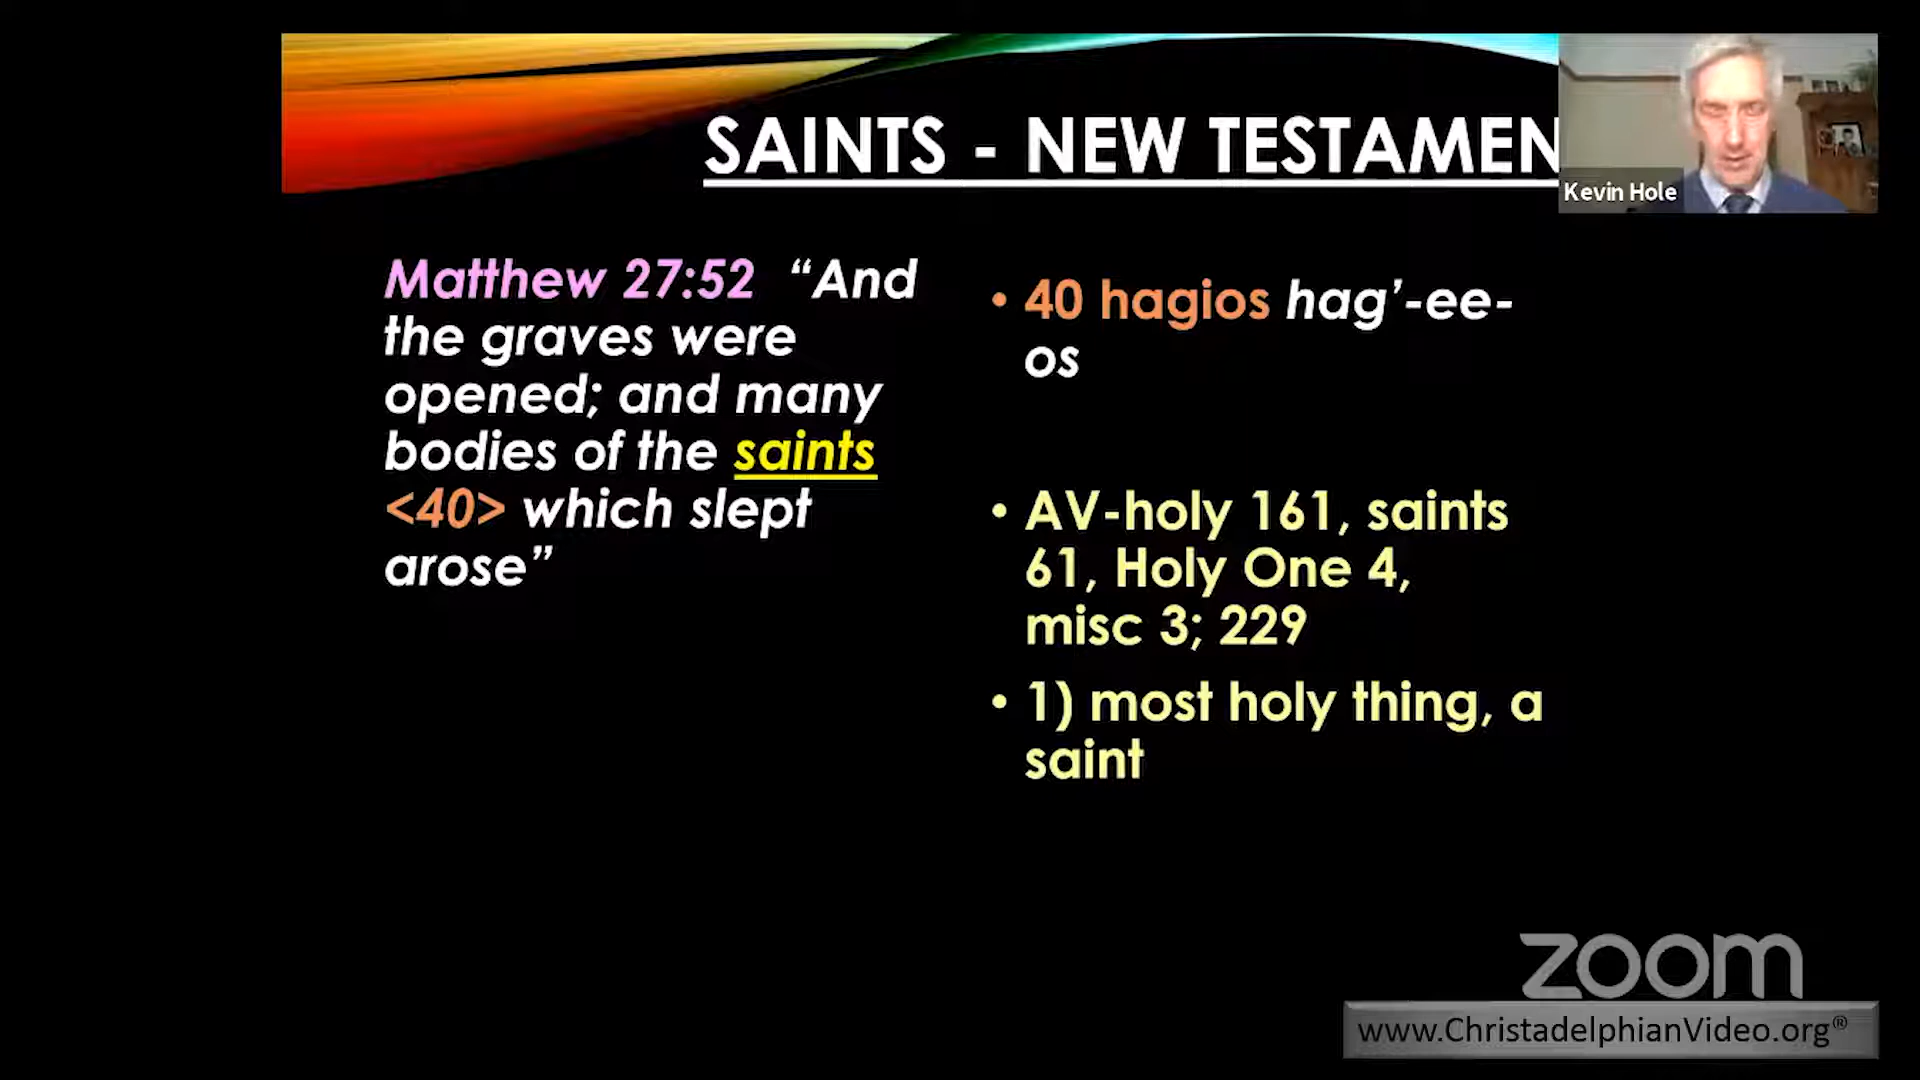 SAINTS - NEW TESTAMEN
Kevin Hole
Matthew 27:52 “And
the graves were
opened; and many
bodies of the saints
<40> which slept
arose”
• 40 hagios hag’-ee-
os
• AV-holy 161, saints
61, Holy One 4,
misc 3; 229
• 1) most holy thing, a
saint
zoom
www.ChristadelphianVideo.org®